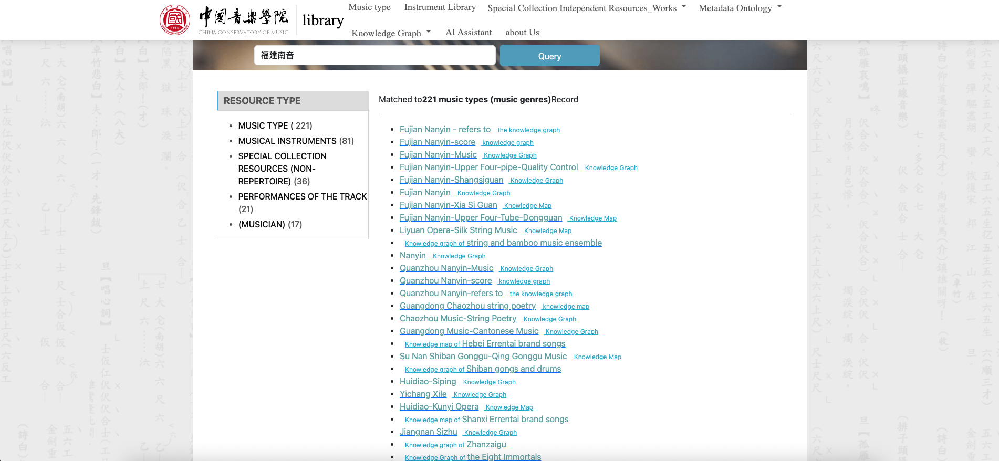 中國音樂學院
CHINA CONSERVATORY OF MUSIC
1964
library
Music type
Instrument Library
Special Collection Independent Resources_Works
Metadata Ontology
Knowledge Graph
AI Assistant
about Us
福建南音
Query
RESOURCE TYPE
MUSIC TYPE ( 221)
MUSICAL INSTRUMENTS (81)
SPECIAL COLLECTION
RESOURCES (NON-
REPERTOIRE) (36)
PERFORMANCES OF THE TRACK
(21)
(MUSICIAN) (17)
Matched to221 music types (music genres)Record
Fujian Nanyin - refers to the knowledge graph
Fujian Nanyin-score knowledge graph
Fujian Nanyin-Music Knowledge Graph
Fujian Nanyin-Upper Four-pipe-Quality Control Knowledge Graph
Fujian Nanyin-Shangsiguan Knowledge Graph
Fujian Nanyin Knowledge Graph
Fujian Nanyin-Xia Si Guan Knowledge Map
Fujian Nanyin-Upper Four-Tube-Dongguan Knowledge Map
Liyuan Opera-Silk String Music Knowledge Map
Knowledge graph of string and bamboo music ensemble
Nanyin Knowledge Graph
Quanzhou Nanyin-Music Knowledge Graph
Quanzhou Nanyin-score knowledge graph
Quanzhou Nanyin-refers to the knowledge graph
Guangdong Chaozhou string poetry knowledge map
Chaozhou Music-String Poetry Knowledge Graph
Guangdong Music-Cantonese Music Knowledge Graph
Knowledge map of Hebei Errentai brand songs
Su Nan Shiban Gonggu-Qing Gonggu Music Knowledge Map
Knowledge graph of Shiban gongs and drums
Huidiao-Siping Knowledge Graph
Yichang Xile Knowledge Graph
Huidiao-Kunyi Opera Knowledge Map
Knowledge map of Shanxi Errentai brand songs
Jiangnan Sizhu Knowledge Graph
Knowledge graph of Zhanzaigu
Knowledge Graph of the Eight Immortals